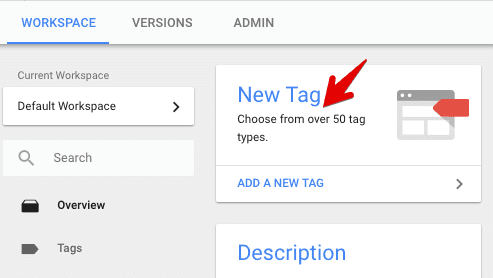 WORKSPACE VERSIONS ADMIN
Current Workspace
Default Workspace
Search
Overview
Tags
New Tag
Choose from over 50 tag
types.
ADD A NEW TAG
Description